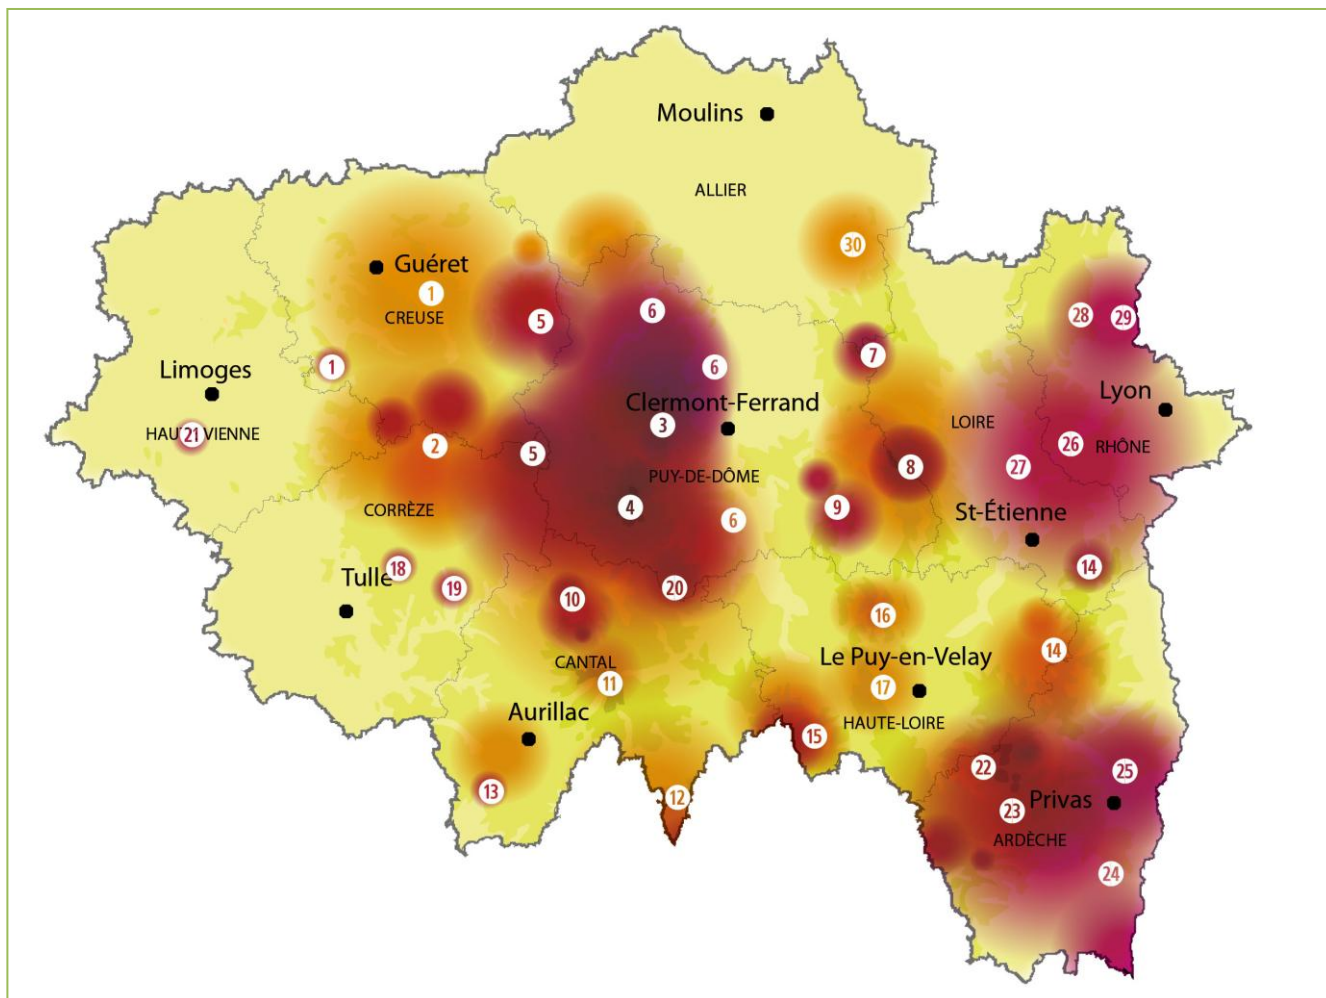 Moulins
ALLIER
30
Guéret
1
CREUSE
5
6
28
29
1
6
7
Limoges
Lyon
21
HAUTE-VIENNE
2
3
Clermont-Ferrand
LOIRE
26
RHÔNE
5
PUY-DE-DÔME
8
27
CORRÈZE
4
6
9
St-Étienne
18
Tulle
19
10
20
14
16
CANTAL
11
Le Puy-en-Velay
14
17
Aurillac
HAUTE-LOIRE
15
13
12
22
25
23
Privas
ARDÈCHE
24